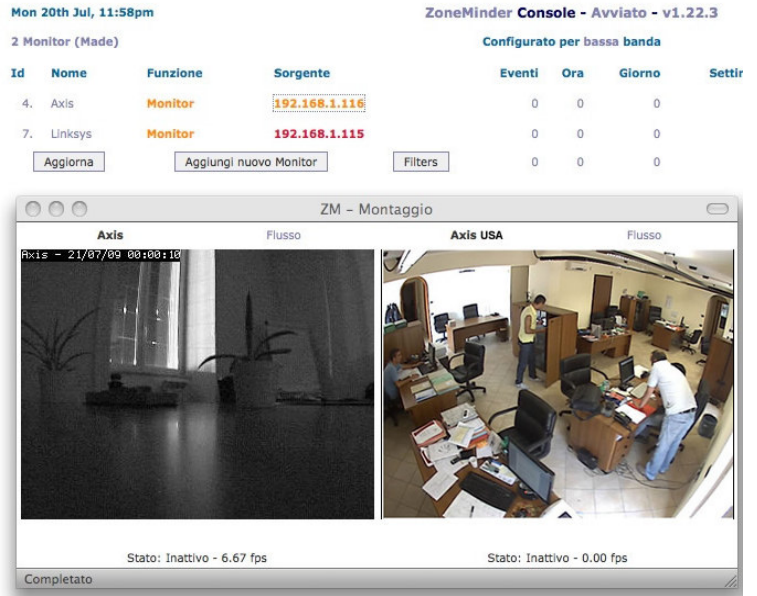 Mon 20th Jul, 11:58pm ZoneMinder Console - Avviato - v1.22.3
2 Monitor (Made) Configurato per bassa banda
Id Nome Funzione Sorgente Eventi Ora Giorno Settir
4. Axis Monitor 192.168.1.116 0 0 0
7. Linksys Monitor 192.168.1.115 0 0 0
Aggiorna Aggiungi nuovo Monitor Filters 0 0 0
ZM - Montaggio
Axis Flusso Axis USA Flusso
Axis - 21/07/09 00:00:10
Stato: Inattivo - 6.67 fps Stato: Inattivo - 0.00 fps
Completato